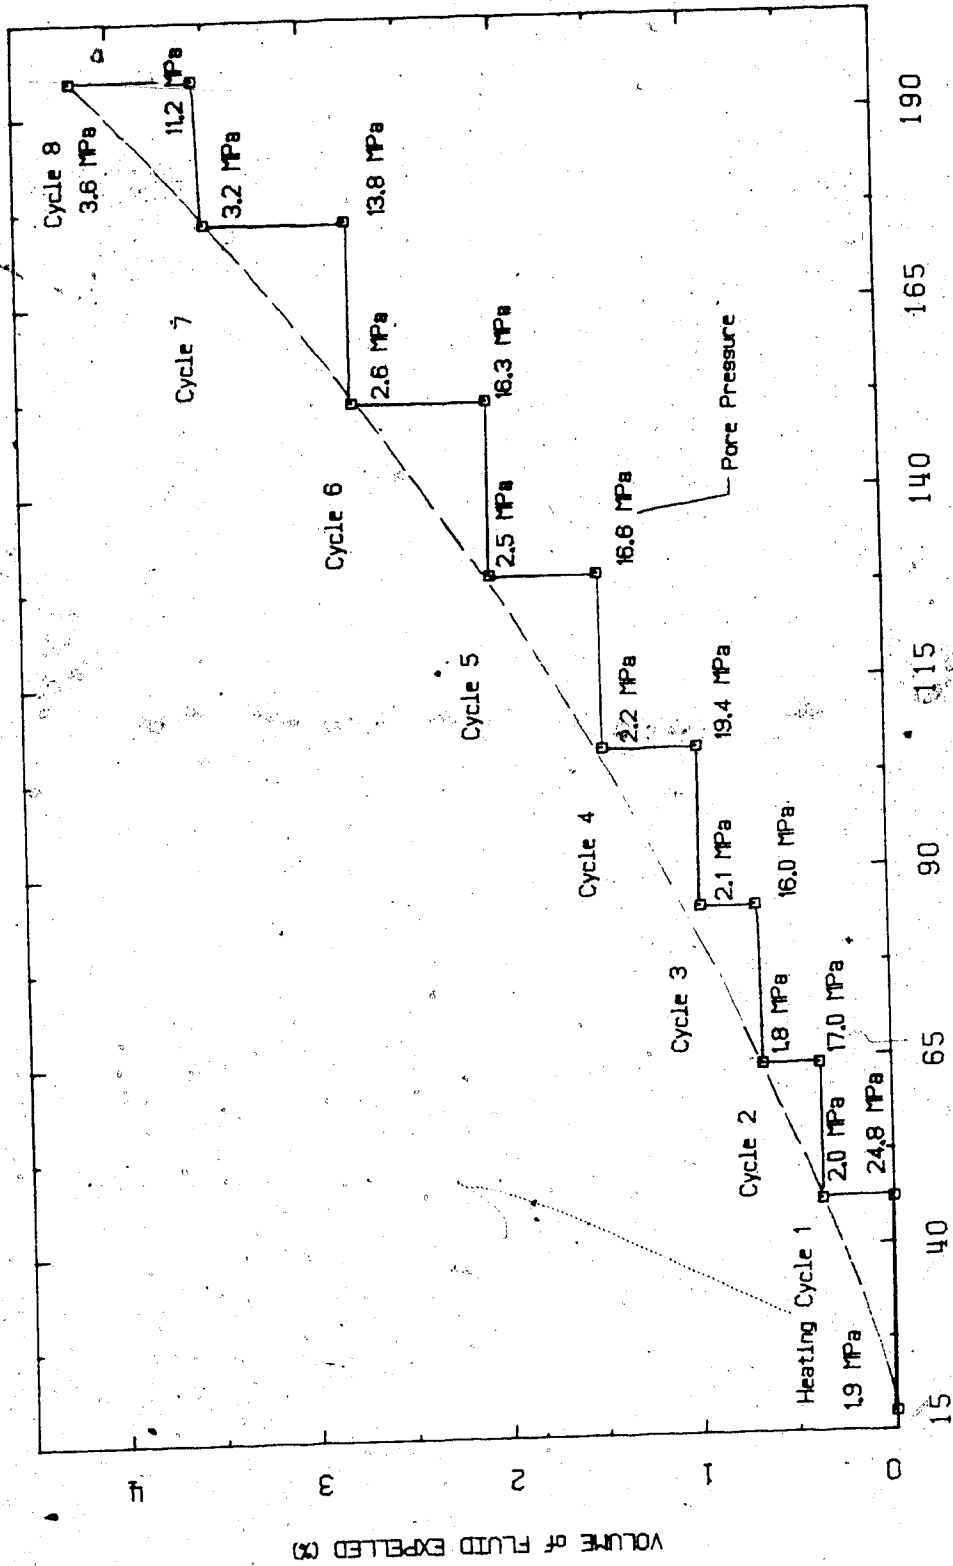 VOLUME OF FLUID EXPELLED (%)
4
3
2
1
0
15
40
65
90
115
140
165
190
Heating Cycle 1
1.9 MPa
24.8 MPa
Cycle 2
2.0 MPa
17.0 MPa
Cycle 3
1.8 MPa
16.0 MPa
Cycle 4
2.1 MPa
19.4 MPa
Cycle 5
2.2 MPa
16.6 MPa
Pore Pressure
Cycle 6
2.5 MPa
16.3 MPa
Cycle 7
2.6 MPa
13.8 MPa
Cycle 8
3.2 MPa
11.2 MPa
3.6 MPa